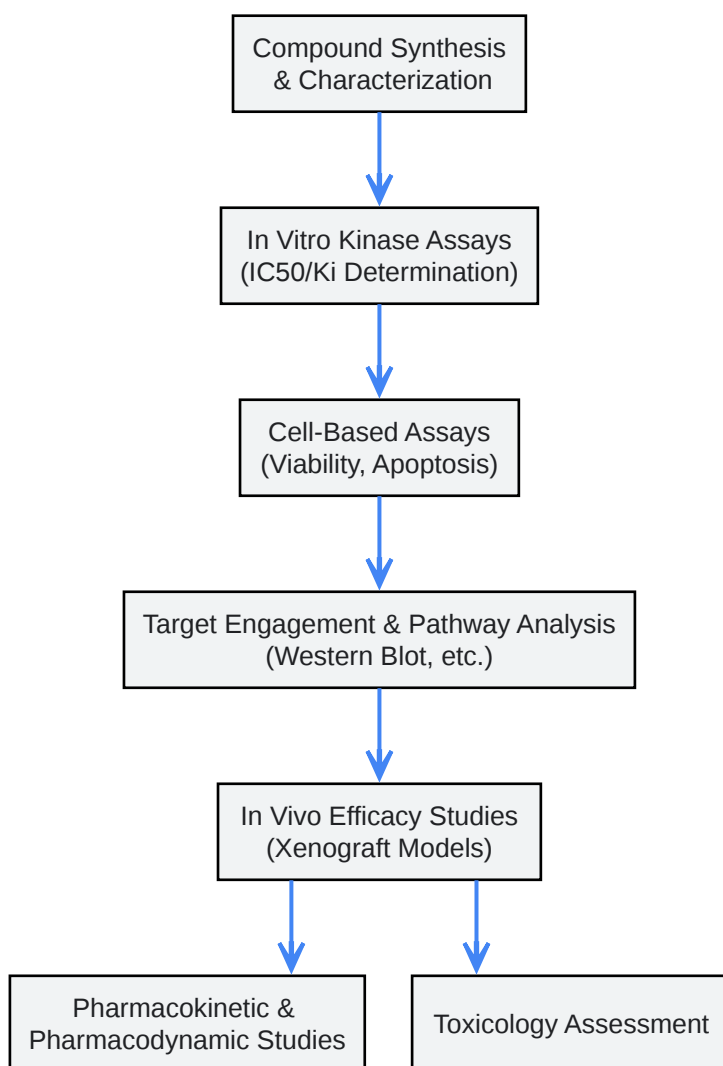 Compound Synthesis
& Characterization
In Vitro Kinase Assays
(IC50/Ki Determination)
Cell-Based Assays
(Viability, Apoptosis)
Target Engagement & Pathway Analysis
(Western Blot, etc.)
In Vivo Efficacy Studies
(Xenograft Models)
Pharmacokinetic &
Pharmacodynamic Studies
Toxicology Assessment